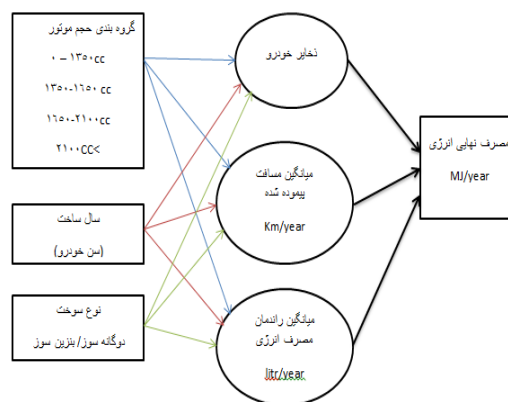 گروه بندی حجم موتور
۰ – ۱۳۵۰cc
۱۳۵۰-۱۶۵۰ cc
۱۶۵۰-۲۱۰۰cc
۲۱۰۰CC<
سال ساخت
(سن خودرو)
نوع سوخت
دوگانه سوز/ بنزین سوز
ذخایر خودرو
میانگین مسافت
پیموده شده
Km/year
میانگین راندمان
مصرف انرژی
litr/year
مصرف نهایی انرژی
MJ/year